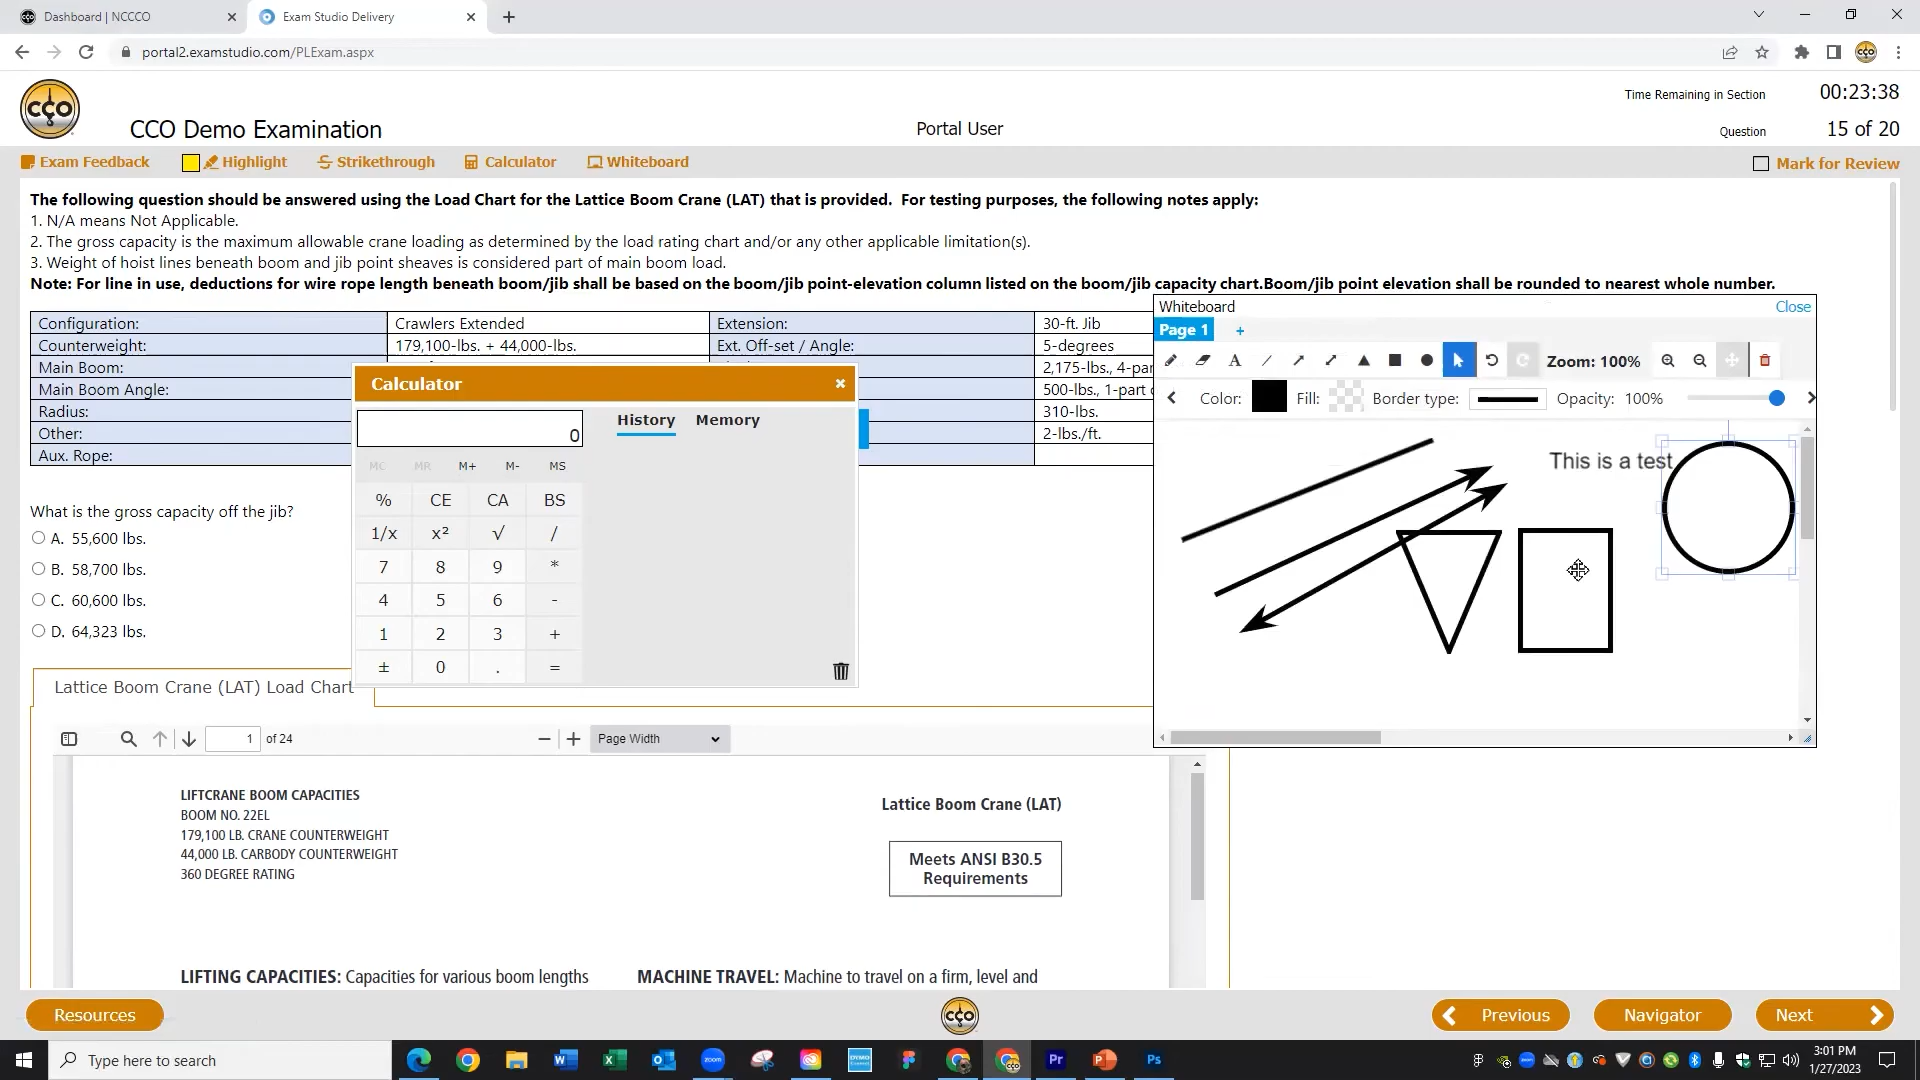 Dashboard | NCCCO
Exam Studio Delivery
portal2.examstudio.com/PLExam.aspx
cco
CCO Demo Examination
Portal User
Time Remaining in Section 00:23:38
Question 15 of 20
Exam Feedback Highlight Strikethrough Calculator Whiteboard Mark for Review
The following question should be answered using the Load Chart for the Lattice Boom Crane (LAT) that is provided. For testing purposes, the following notes apply:
1. N/A means Not Applicable.
2. The gross capacity is the maximum allowable crane loading as determined by the load rating chart and/or any other applicable limitation(s).
3. Weight of hoist lines beneath boom and jib point sheaves is considered part of main boom load.
Note: For line in use, deductions for wire rope length beneath boom/jib shall be based on the boom/jib point-elevation column listed on the boom/jib capacity chart.Boom/jib point elevation shall be rounded to nearest whole number.
Configuration: Crawlers Extended Extension: 30-ft. Jib
Counterweight: 179,100-lbs. + 44,000-lbs. Ext. Off-set / Angle: 5-degrees
Main Boom: 2,175-lbs., 4-par
Main Boom Angle: 500-lbs., 1-part
Radius: 310-lbs.
Other: 2-lbs./ft.
Aux. Rope:
What is the gross capacity off the jib?
A. 55,600 lbs.
B. 58,700 lbs.
C. 60,600 lbs.
D. 64,323 lbs.
Calculator
0
History Memory
MC MR M+ M- MS
% CE CA BS
1/x x² √ /
7 8 9 *
4 5 6 -
1 2 3 +
± 0 . =
Whiteboard Close
Page 1 +
A Zoom: 100%
Color: Fill: Border type: Opacity: 100%
This is a test
Lattice Boom Crane (LAT) Load Chart
1 of 24 Page Width
LIFTCRANE BOOM CAPACITIES
BOOM NO. 22EL
179,100 LB. CRANE COUNTERWEIGHT
44,000 LB. CARBODY COUNTERWEIGHT
360 DEGREE RATING
Lattice Boom Crane (LAT)
Meets ANSI B30.5
Requirements
LIFTING CAPACITIES: Capacities for various boom lengths
MACHINE TRAVEL: Machine to travel on a firm, level and
Resources
cco
Previous Navigator Next
Type here to search
zoom
Pr
Ps
3:01 PM
1/27/2023